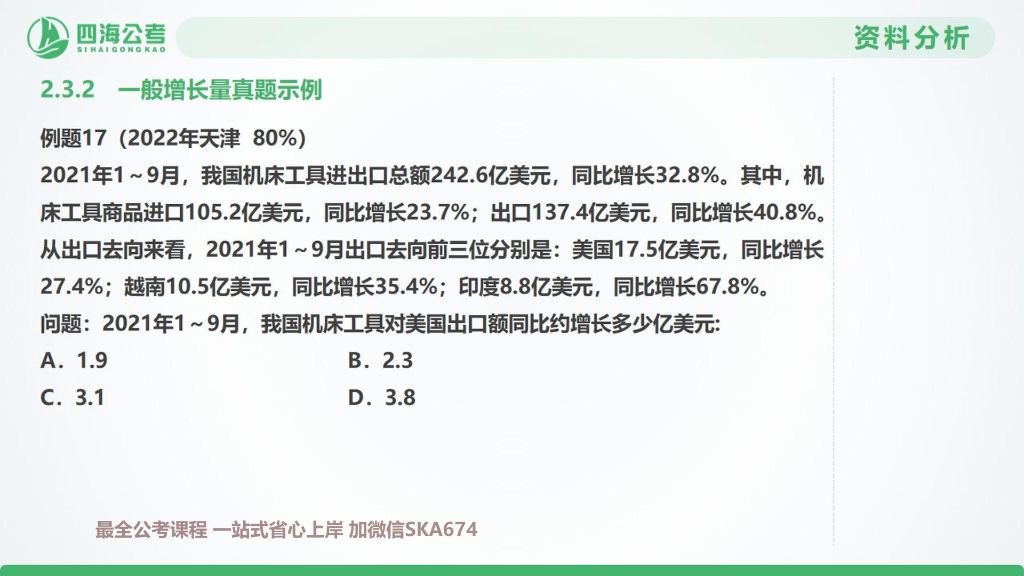 四海公考
SIHAIGONGKAO
资料分析
2.3.2 一般增长量真题示例
例题17（2022年天津 80%）
2021年1～9月，我国机床工具进出口总额242.6亿美元，同比增长32.8%。其中，机
床工具商品进口105.2亿美元，同比增长23.7%；出口137.4亿美元，同比增长40.8%。
从出口去向来看，2021年1～9月出口去向前三位分别是：美国17.5亿美元，同比增长
27.4%；越南10.5亿美元，同比增长35.4%；印度8.8亿美元，同比增长67.8%。
问题：2021年1～9月，我国机床工具对美国出口额同比约增长多少亿美元:
A．1.9 B．2.3
C．3.1 D．3.8
最全公考课程 一站式省心上岸 加微信SKA674